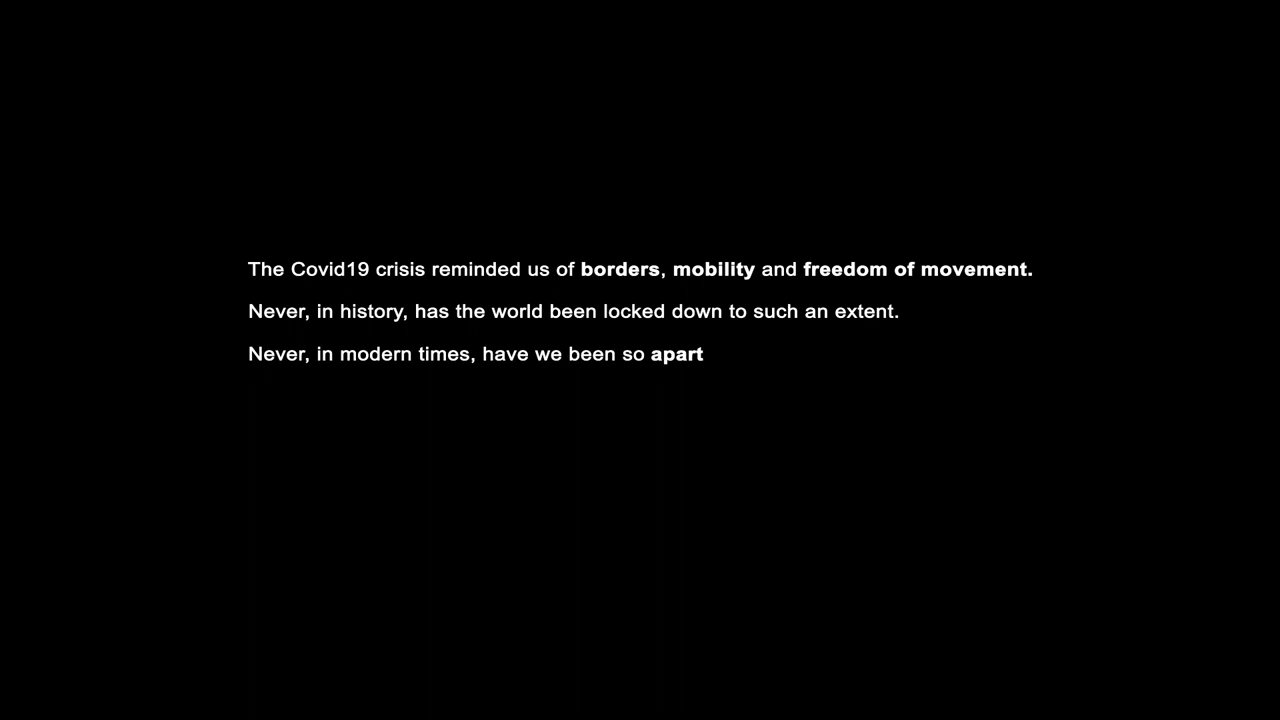 The Covid19 crisis reminded us of borders, mobility and freedom of movement.
Never, in history, has the world been locked down to such an extent.
Never, in modern times, have we been so apart